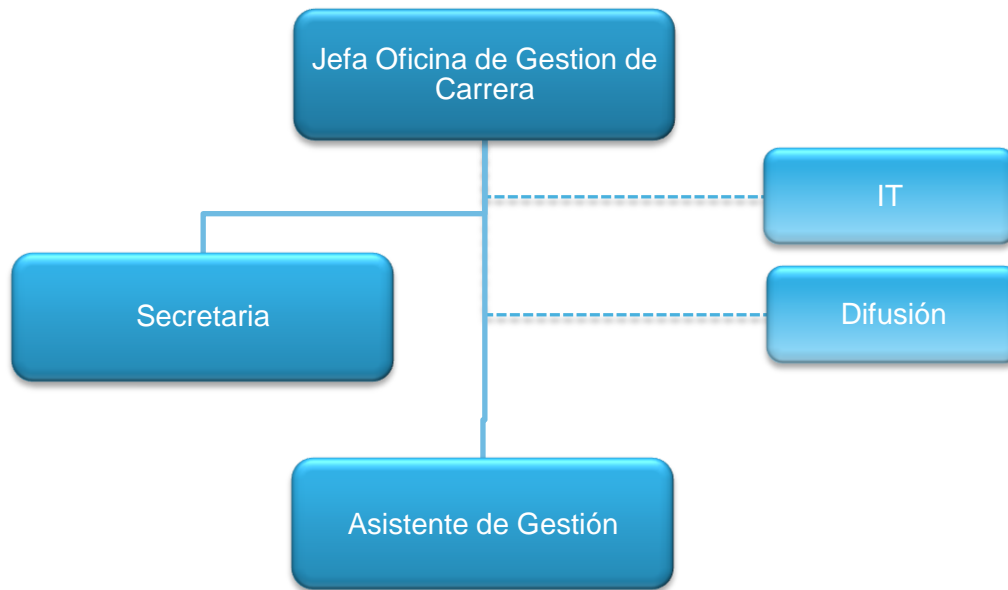 Jefa Oficina de Gestion de
Carrera
IT
Secretaria
Difusión
Asistente de Gestión